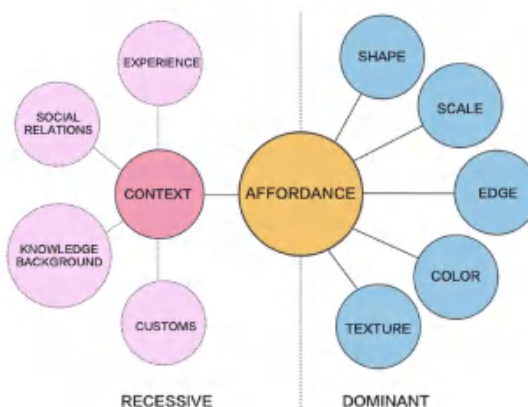 EXPERIENCE
SOCIAL
RELATIONS
CONTEXT
KNOWLEDGE
BACKGROUND
CUSTOMS
AFFORDANCE
SHAPE
SCALE
EDGE
COLOR
TEXTURE
RECESSIVE
DOMINANT